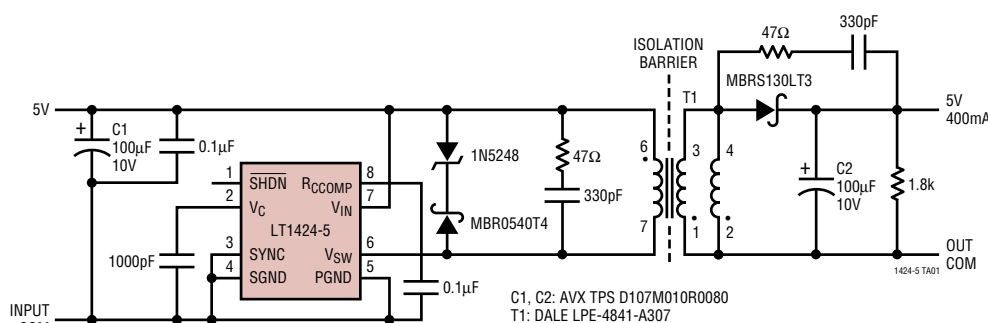 ISOLATION
BARRIER
47Ω
330pF
MBRS130LT3
T1
5V
+
C1
100µF
10V
0.1µF
1N5248
47Ω
330pF
MBR0540T4
6
7
3
1
4
2
+
C2
100µF
10V
1.8k
5V
400mA
1
SHDN
RCCOMP
8
2
VC
VIN
7
LT1424-5
3
SYNC
VSW
6
4
SGND
PGND
5
1000pF
0.1µF
OUT
COM
1424-5 TA01
INPUT
C1, C2: AVX TPS D107M010R0080
T1: DALE LPE-4841-A307